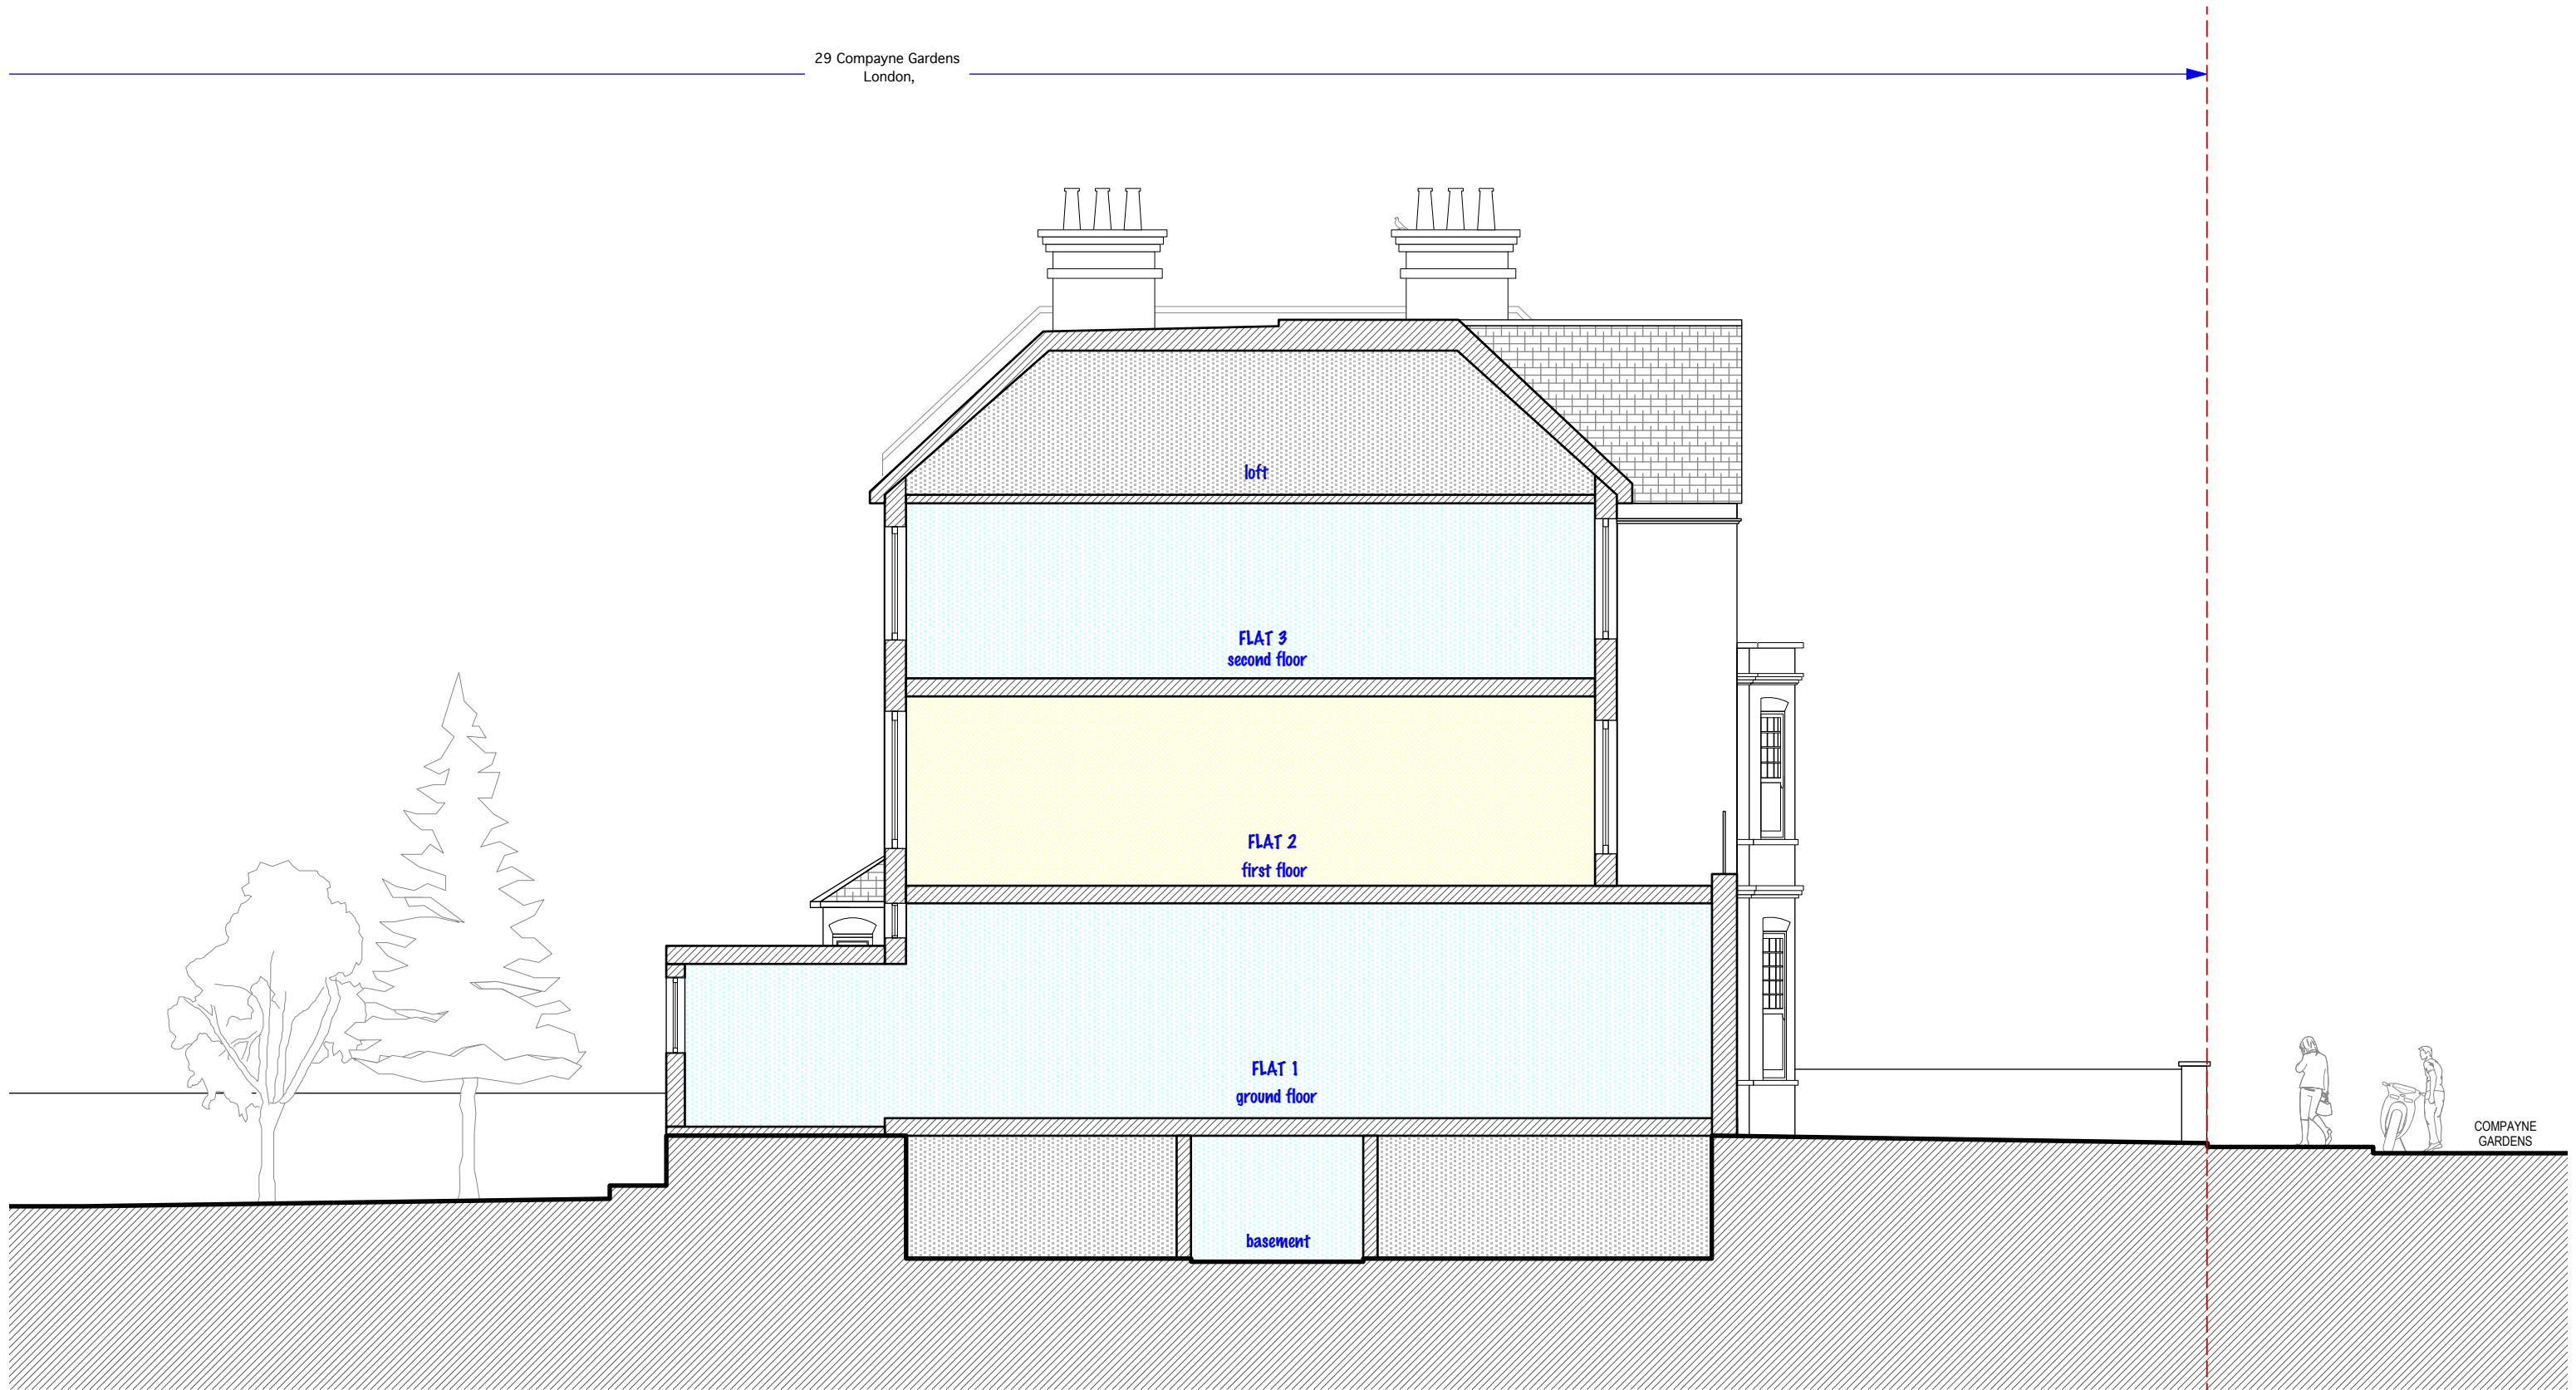 29 Compayne Gardens
London,
loft
FLAT 3
second floor
FLAT 2
first floor
FLAT 1
ground floor
basement
COMPAYNE
GARDENS